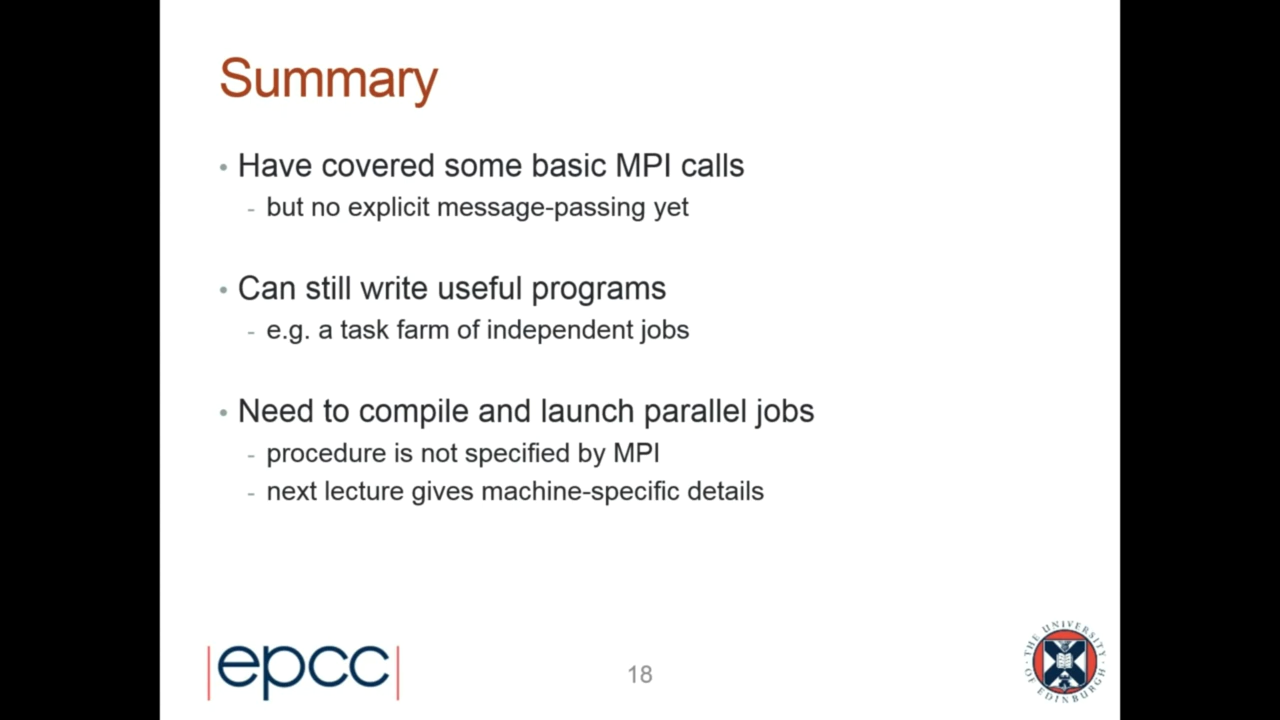 Summary
• Have covered some basic MPI calls
- but no explicit message-passing yet
• Can still write useful programs
- e.g. a task farm of independent jobs
• Need to compile and launch parallel jobs
- procedure is not specified by MPI
- next lecture gives machine-specific details
|epcc|
18
THE UNIVERSITY OF EDINBURGH